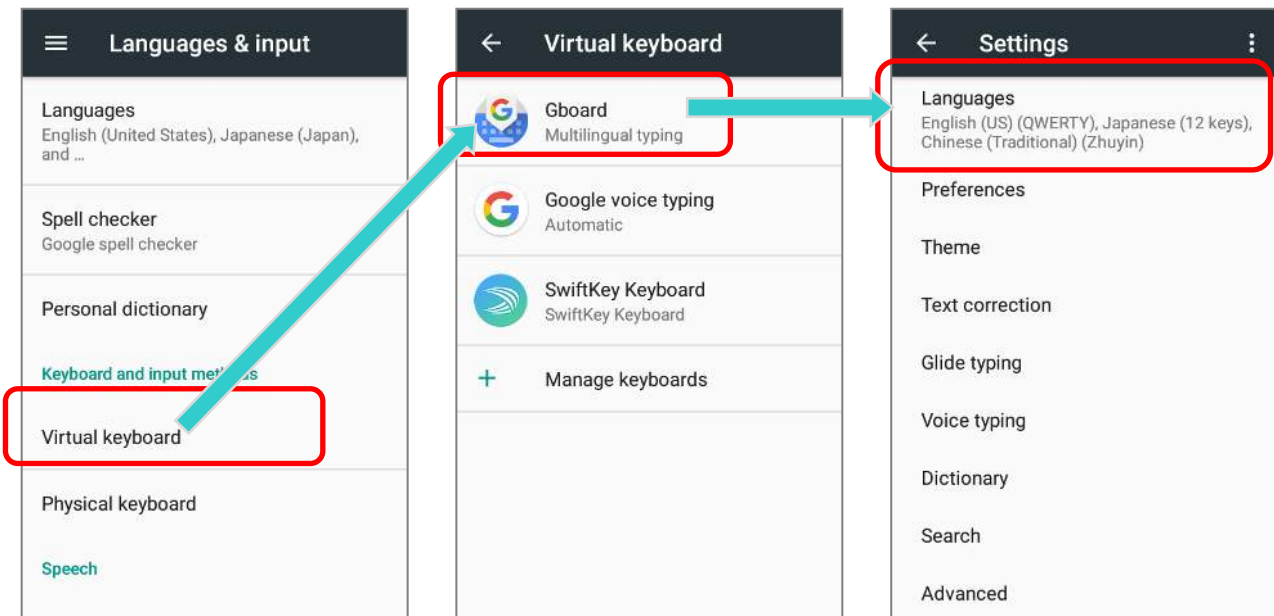 Languages & input
Languages
English (United States), Japanese (Japan),
and ...
Spell checker
Google spell checker
Personal dictionary
Keyboard and input
Virtual keyboard
Physical keyboard
Speech
Virtual keyboard
Gboard
Multilingual typing
Google voice typing
Automatic
SwiftKey Keyboard
SwiftKey Keyboard
+ Manage keyboards
Settings
Languages
English (US) (QWERTY), Japanese (12 keys),
Chinese (Traditional) (Zhuyin)
Preferences
Theme
Text correction
Glide typing
Voice typing
Dictionary
Search
Advanced